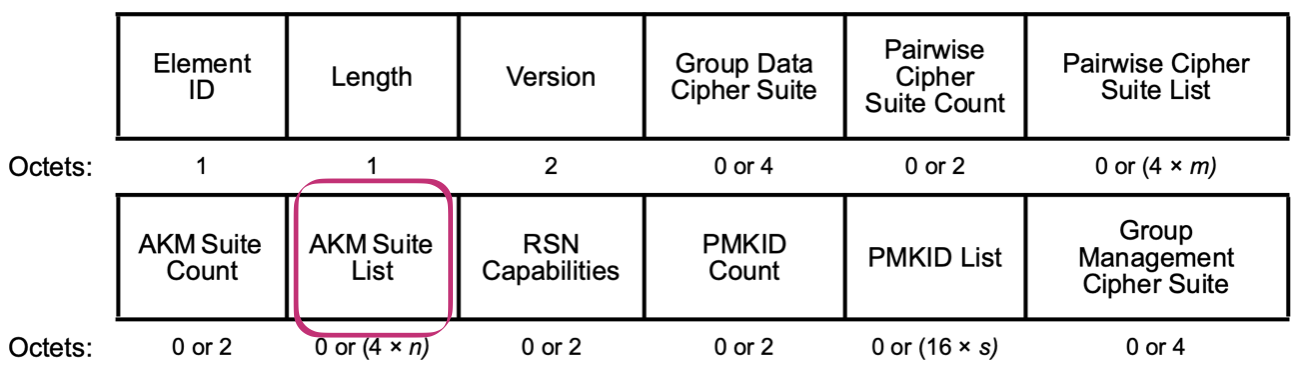 Element ID Length Version Group Data Cipher Suite Pairwise Cipher Suite Count Pairwise Cipher Suite List
Octets: 1 1 2 0 or 4 0 or 2 0 or (4 × m)
AKM Suite Count AKM Suite List RSN Capabilities PMKID Count PMKID List Group Management Cipher Suite
Octets: 0 or 2 0 or (4 × n) 0 or 2 0 or 2 0 or (16 × s) 0 or 4